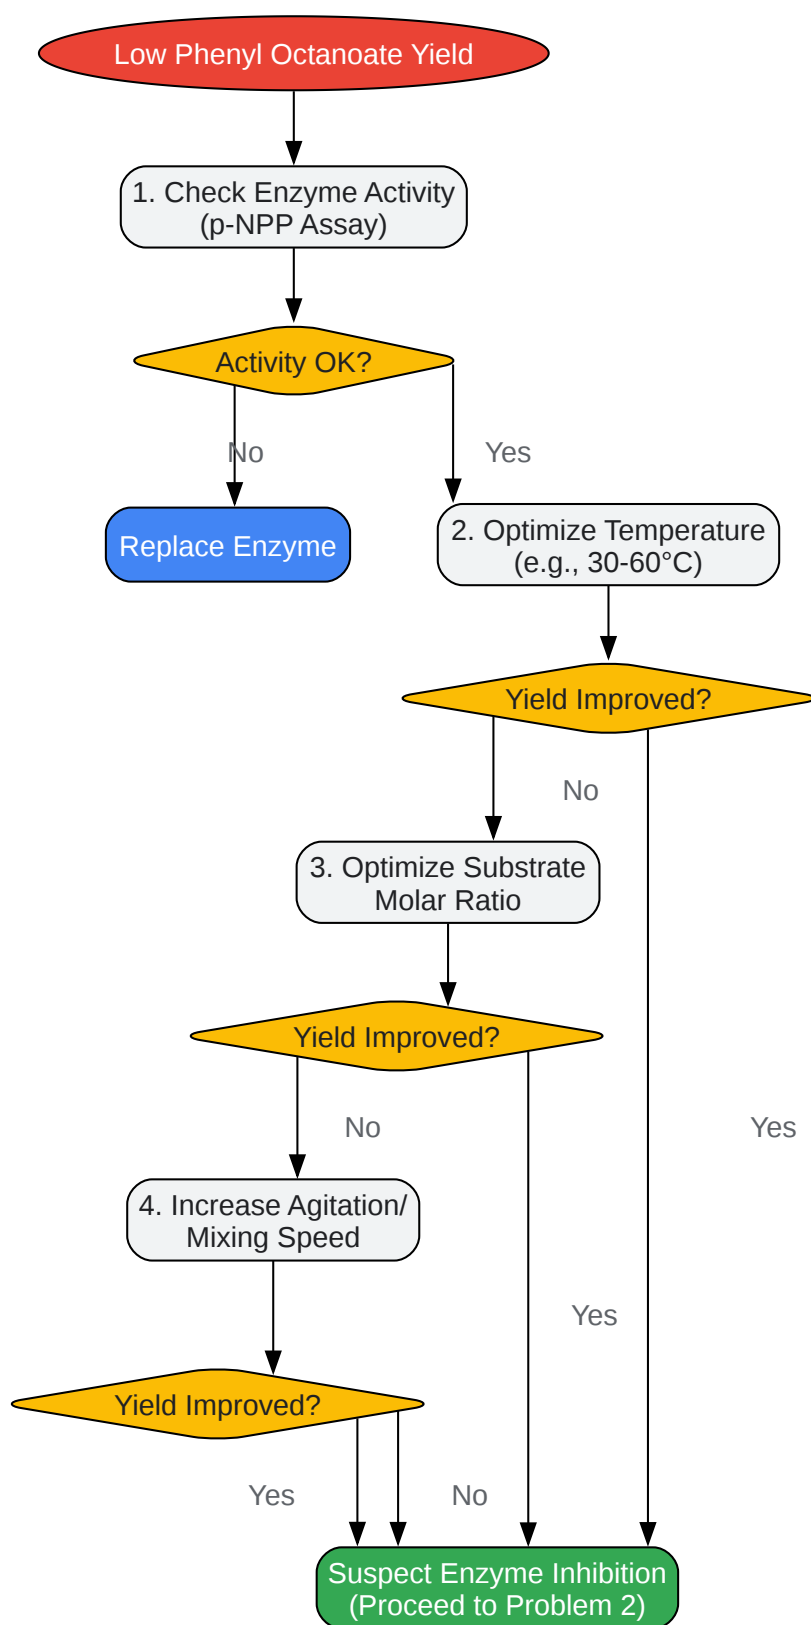 Low Phenyl Octanoate Yield
1. Check Enzyme Activity
(p-NPP Assay)
Activity OK?
No
Yes
Replace Enzyme
2. Optimize Temperature
(e.g., 30-60°C)
Yield Improved?
No
3. Optimize Substrate
Molar Ratio
Yield Improved?
No
Yes
4. Increase Agitation/
Mixing Speed
Yes
Yield Improved?
Yes
No
Suspect Enzyme Inhibition
(Proceed to Problem 2)